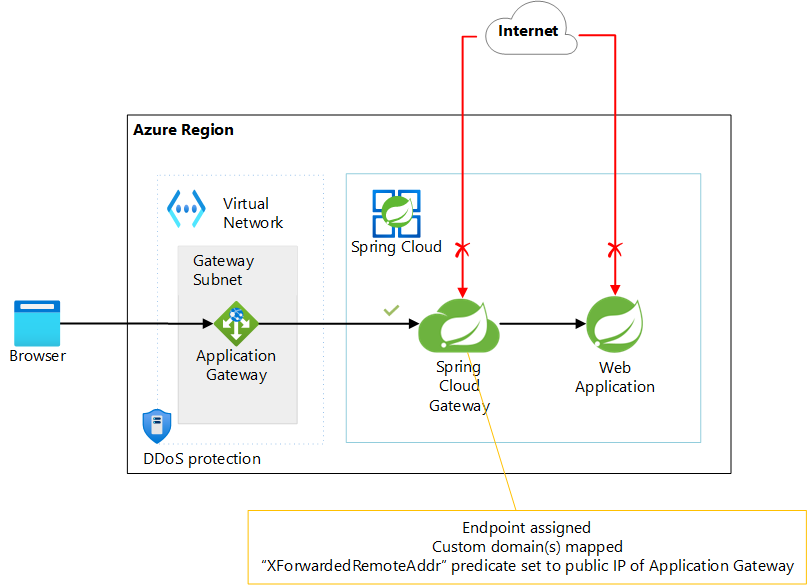 Internet
Azure Region
Virtual
Network
Spring Cloud
Gateway
Subnet
Browser
Application
Gateway
Spring
Cloud
Gateway
Web
Application
DDoS protection
Endpoint assigned
Custom domain(s) mapped
“XForwardedRemoteAddr” predicate set to public IP of Application Gateway